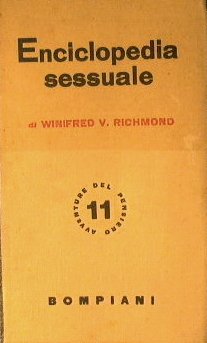 Enciclopedia
sessuale
di WINIFRED V. RICHMOND
AVVENTURE DEL PENSIERO
11
BOMPIANI